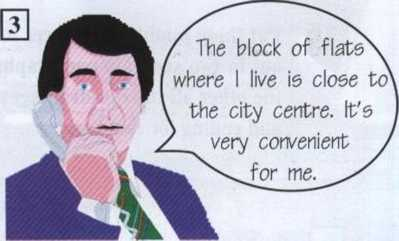 3
The block of flats
where I live is close to
the city centre. It's
very convenient
for me.